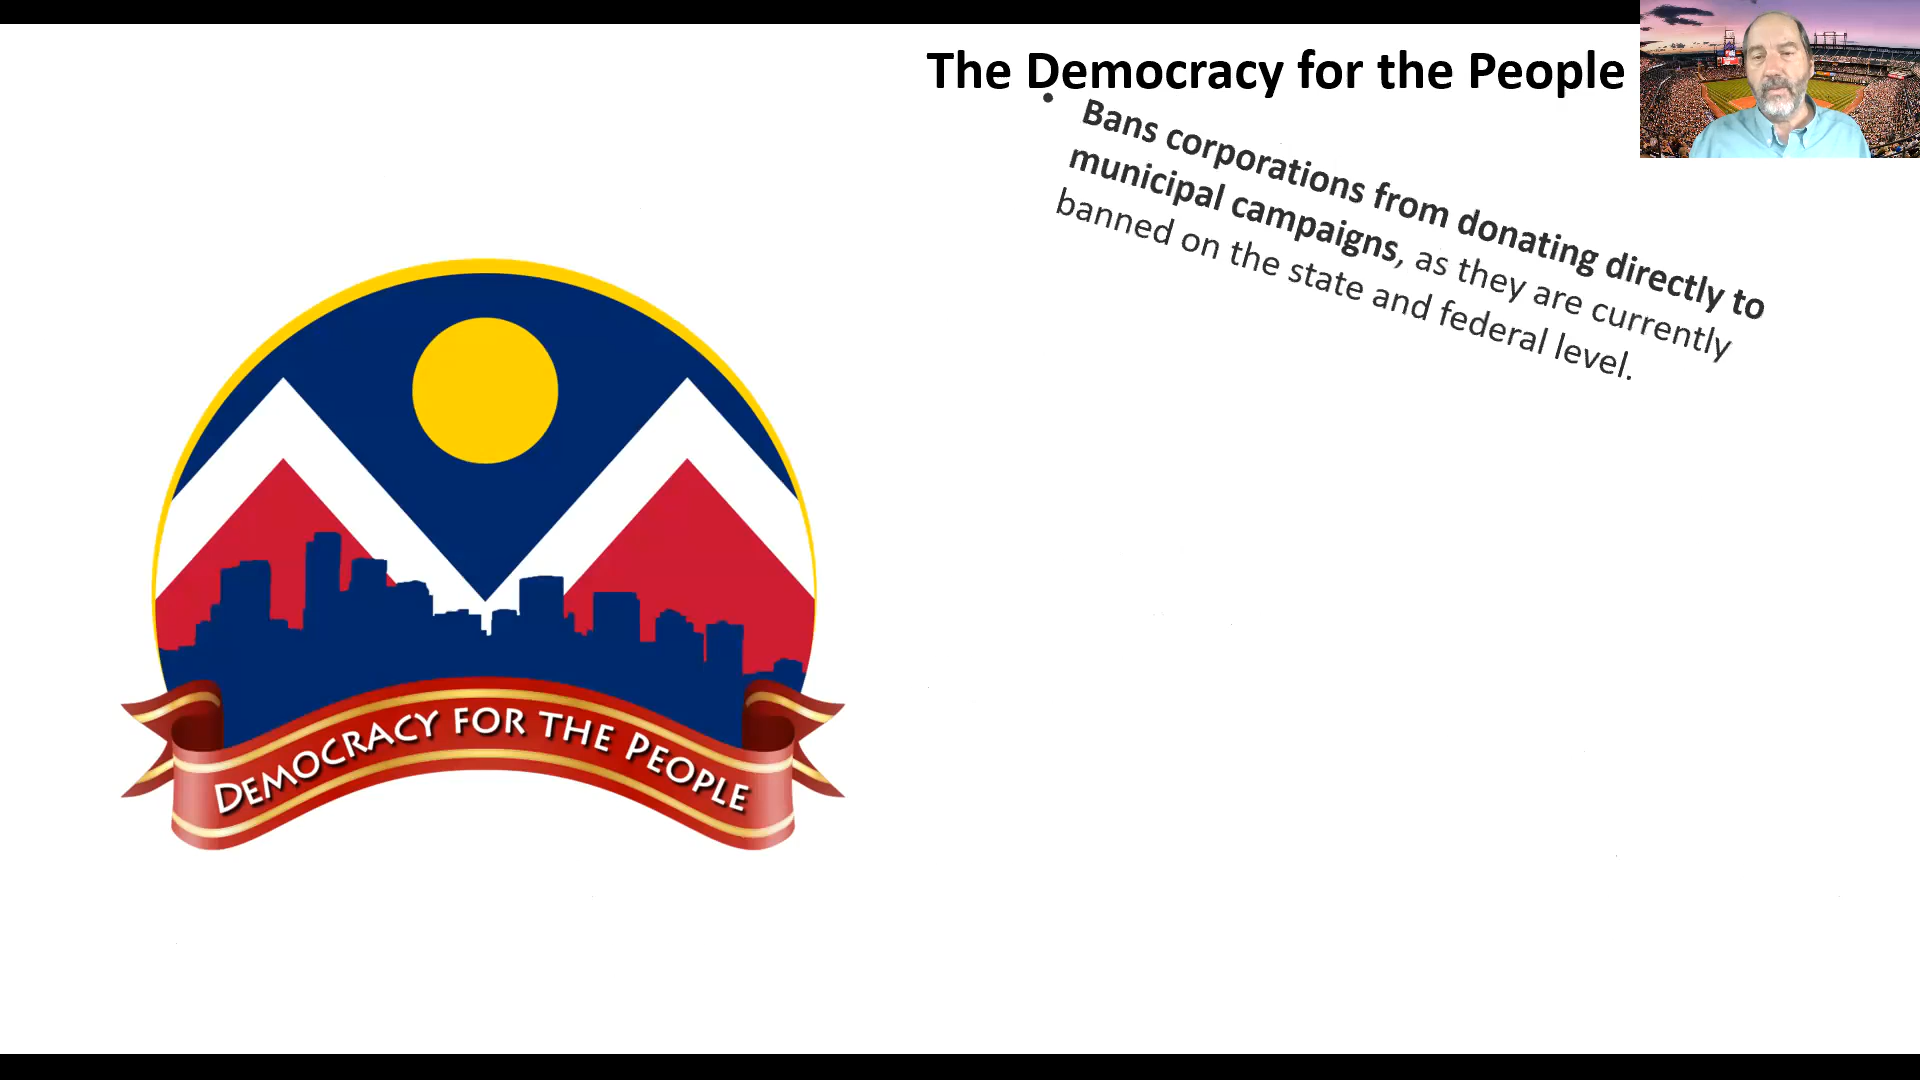 The Democracy for the People
• Bans corporations from donating directly to
municipal campaigns, as they are currently
banned on the state and federal level.
DEMOCRACY FOR THE PEOPLE